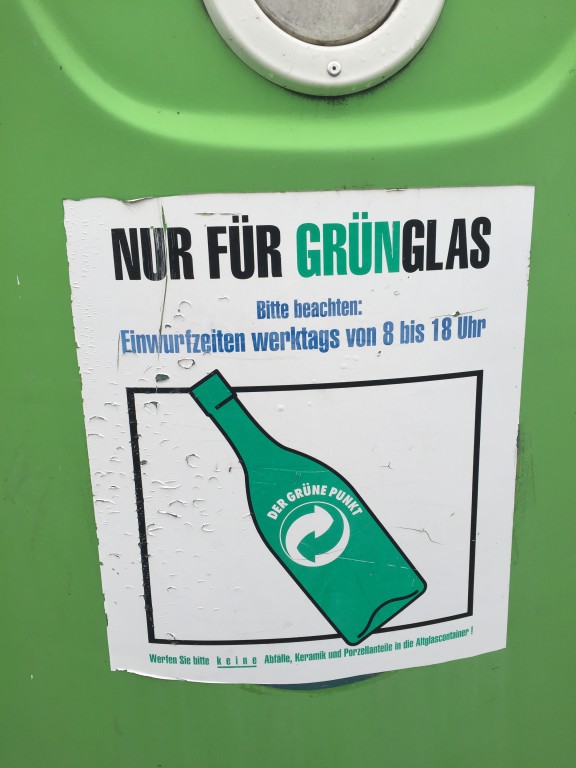 NUR FÜR GRÜNGLAS
Bitte beachten:
Einwurfzeiten werktags von 8 bis 18 Uhr
DER GRÜNE PUNKT
Werfen Sie bitte keine Abfälle, Keramik und Porzellanteile in die Altglascontainer !